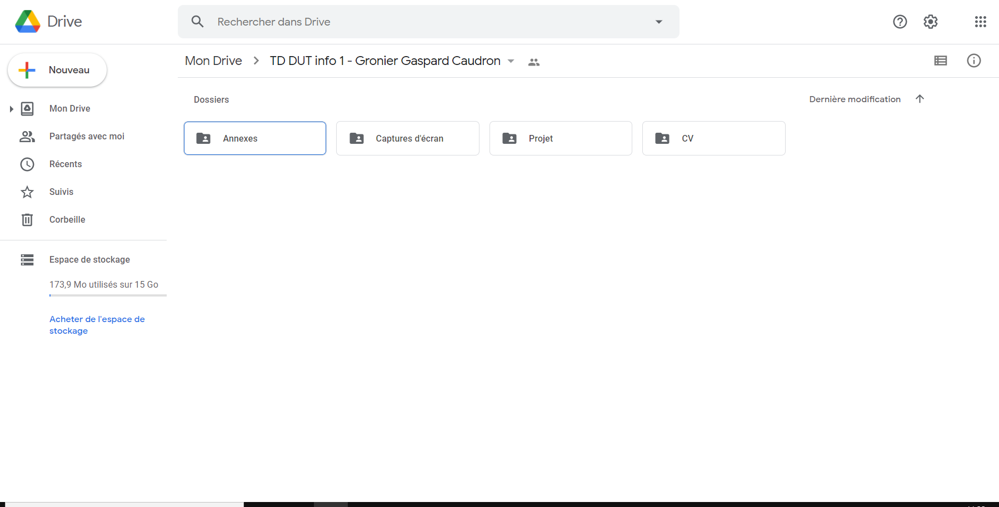 Drive
Rechercher dans Drive
Mon Drive
TD DUT info 1 - Gronier Gaspard Caudron
Nouveau
Dossiers
Dernière modification
Mon Drive
Annexes
Captures d'écran
Projet
CV
Partagés avec moi
Récents
Suivis
Corbeille
Espace de stockage
173,9 Mo utilisés sur 15 Go
Acheter de l'espace de
stockage